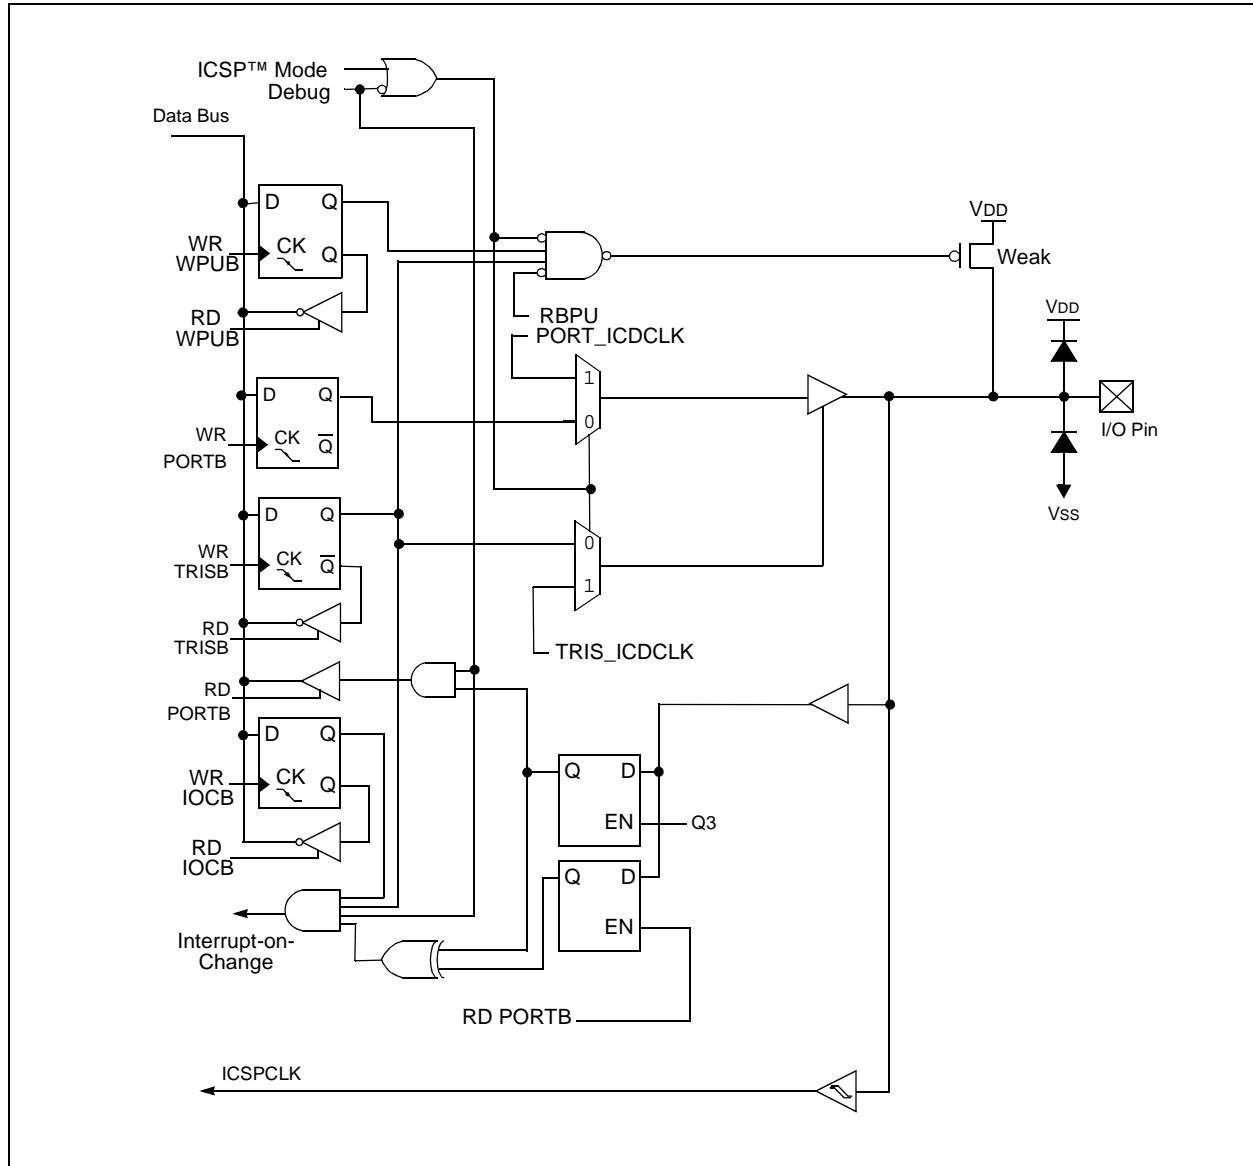 ICSP™ Mode
Debug
Data Bus
D Q
WR
WPUB
CK
Q
RD
WPUB
VDD
Weak
RBPU
PORT_ICDCLK
VDD
1
0
D Q
WR
PORTB
CK
Q̅
I/O Pin
VSS
D Q
WR
TRISB
CK
Q̅
0
1
RD
TRISB
TRIS_ICDCLK
RD
PORTB
D Q
WR
IOCB
CK
Q
RD
IOCB
Q D
EN
Q3
Q D
EN
Interrupt-on-
Change
RD PORTB
ICSPCLK